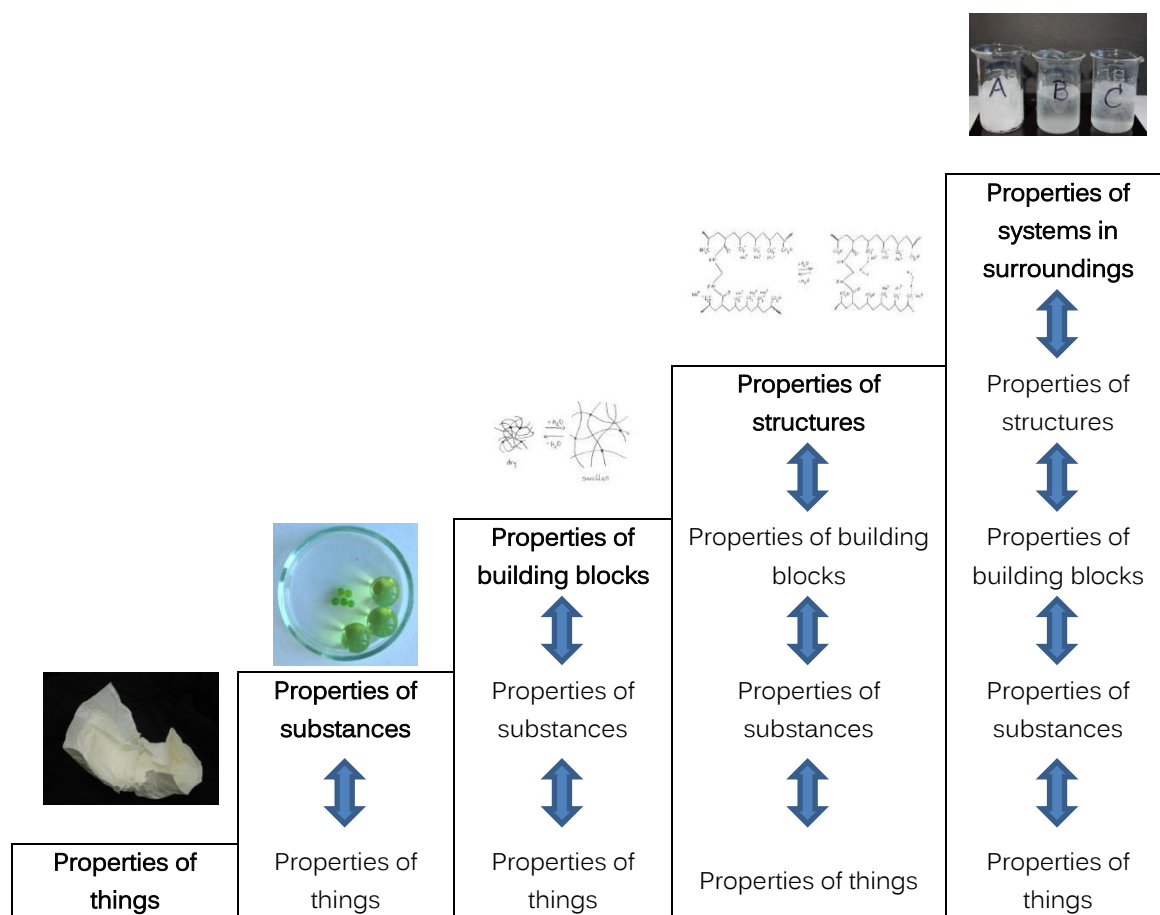 A B C
Properties of
systems in
surroundings
Properties of
structures
Properties of
structures
+H₂O
-H₂O
dry
swollen
Properties of
building blocks
Properties of building
blocks
Properties of
building blocks
Properties of
substances
Properties of
substances
Properties of
substances
Properties of
substances
Properties of
things
Properties of
things
Properties of
things
Properties of things
Properties of
things